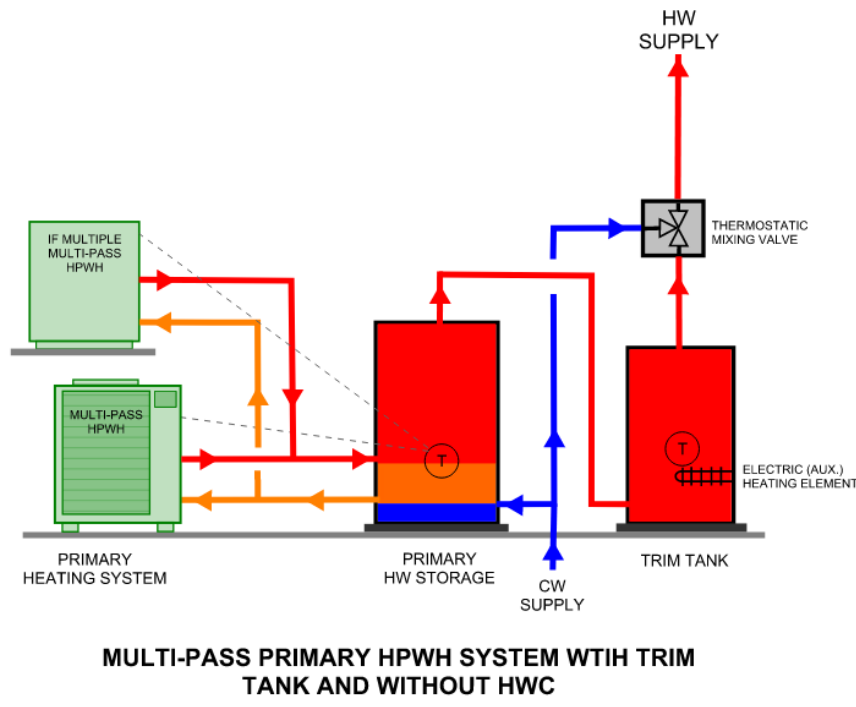 HW
SUPPLY
IF MULTIPLE
MULTI-PASS
HPWH
THERMOSTATIC
MIXING VALVE
MULTI-PASS
HPWH
T
T
ELECTRIC (AUX.)
HEATING ELEMENT
PRIMARY
HEATING SYSTEM
PRIMARY
HW STORAGE
CW
SUPPLY
TRIM TANK
MULTI-PASS PRIMARY HPWH SYSTEM WTIH TRIM
TANK AND WITHOUT HWC